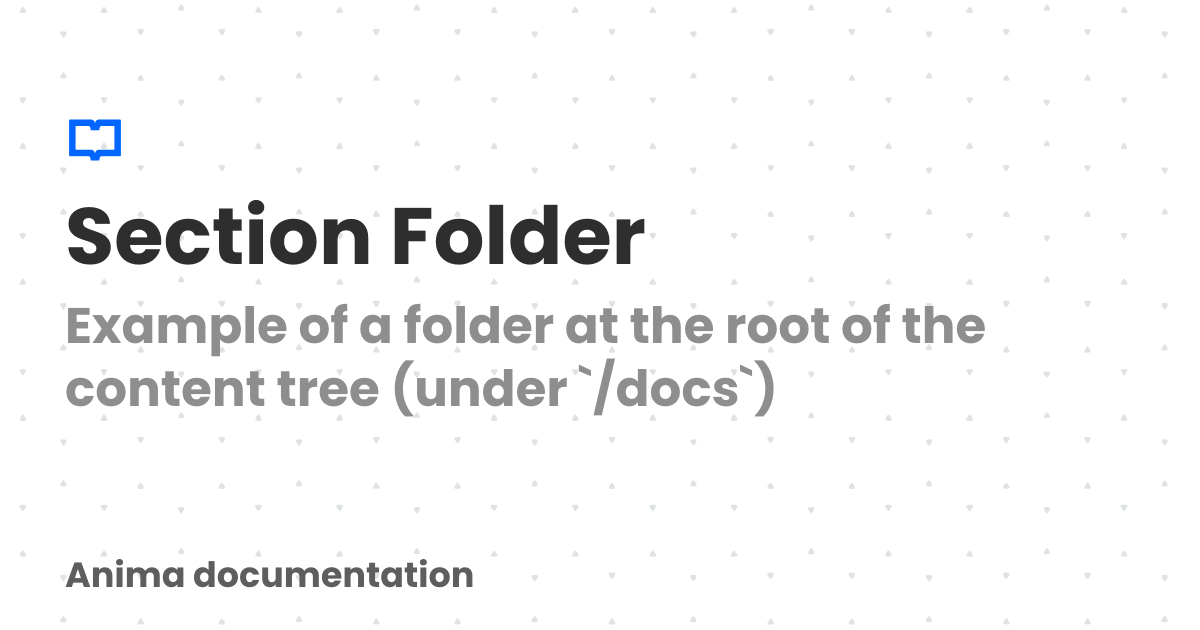 Section Folder
Example of a folder at the root of the
content tree (under `/docs`)
Anima documentation